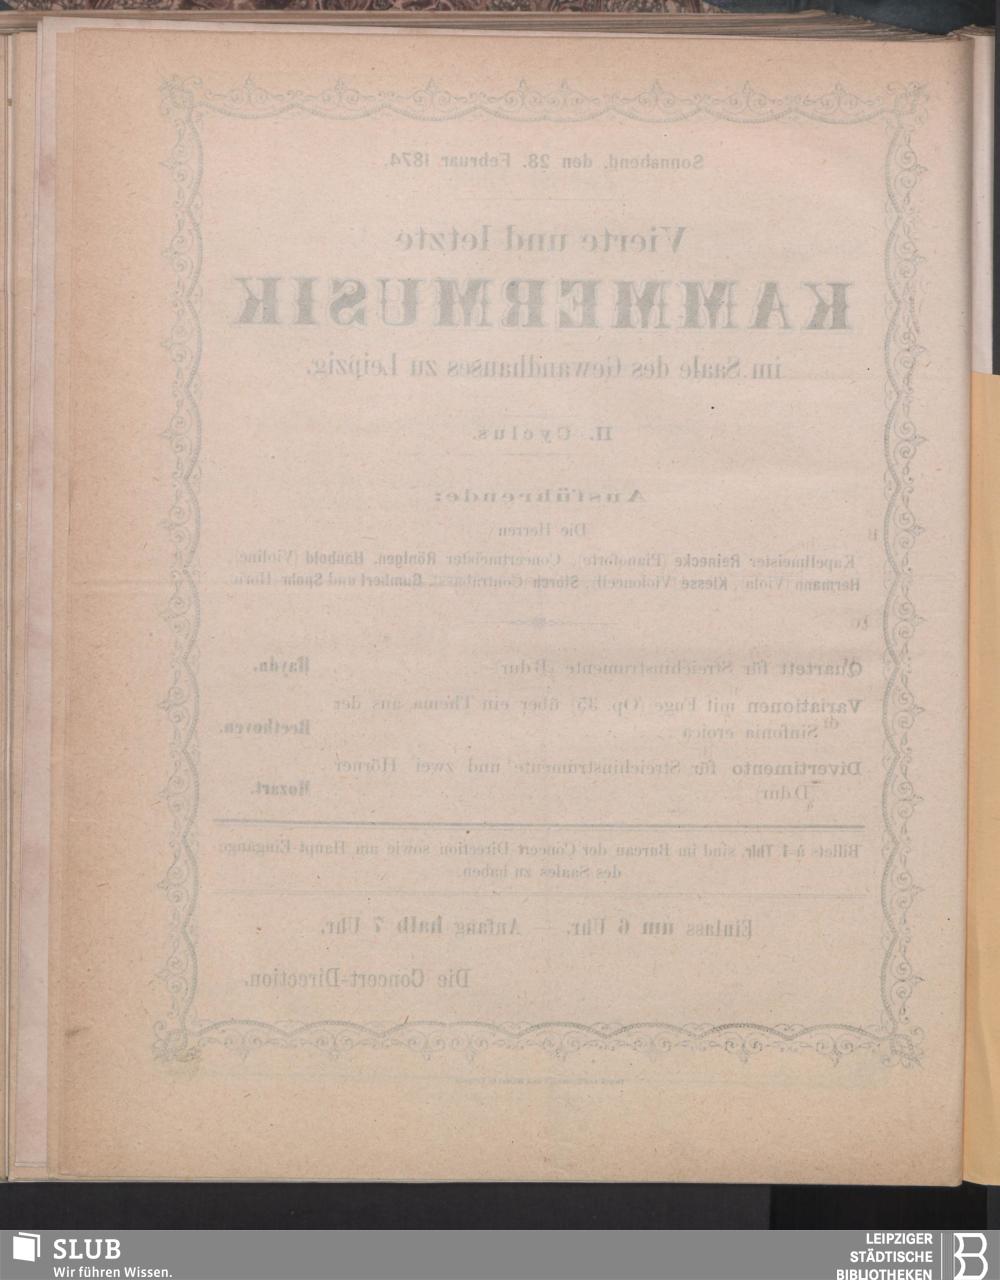 Sonnabend, den 28. Februar 1874.
Vierte und letzte
KAMMERMUSIK
im Saale des Gewandhauses zu Leipzig.
II. Cyclus.
Ausführende:
Die Herren
Kapellmeister Reinecke (Pianoforte), Concertmeister Röntgen, Haubold (Violine),
Hermann (Viola), Klesse (Violoncell), Storch (Contrabass), Gumbert und Spohr (Horn).
Quartett für Streichinstrumente (Bdur) Haydn.
Variationen mit Fuge (Op. 35) über ein Thema aus der
Sinfonia eroica Beethoven.
Divertimento für Streichinstrumente und zwei Hörner
(Ddur) Mozart.
Billets à 1 Thlr. sind im Bureau der Concert-Direction sowie am Haupt-Eingange
des Saales zu haben.
Einlass um 6 Uhr. — Anfang halb 7 Uhr.
Die Concert-Direction.
SLUB
Wir führen Wissen.
LEIPZIGER
STÄDTISCHE
BIBLIOTHEKEN